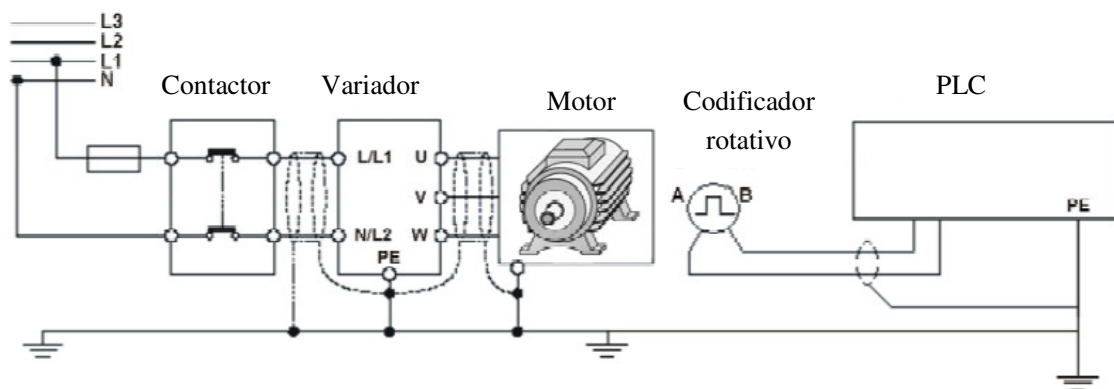 L3
L2
L1
N
Contactor
Variador
Motor
Codificador
rotativo
PLC
L/L1
U
V
N/L2
W
PE
A
B
PE